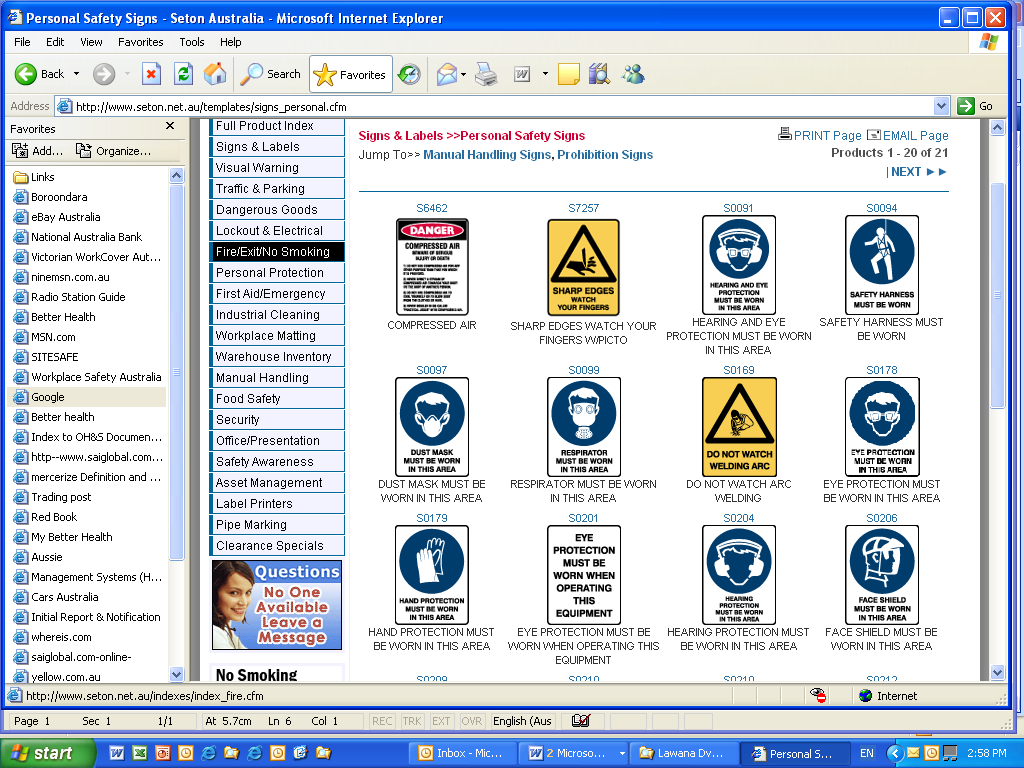 Personal Safety Signs - Seton Australia - Microsoft Internet Explorer
File Edit View Favorites Tools Help
Back Search Favorites
Address http://www.seton.net.au/templates/signs_personal.cfm Go
Favorites
Add... Organize...
Links
Boroondara
eBay Australia
National Australia Bank
Victorian WorkCover Aut...
ninemsn.com.au
Radio Station Guide
Better Health
MSN.com
SITESAFE
Workplace Safety Australia
Google
Better health
Index to OH&S Documen...
http--www.saiglobal.com...
mercerize Definition and ...
Trading post
Red Book
My Better Health
Aussie
Management Systems (H...
Cars Australia
Initial Report & Notification
whereis.com
saiglobal.com-online-
yellow.com.au
Full Product Index
Signs & Labels
Visual Warning
Traffic & Parking
Dangerous Goods
Lockout & Electrical
Fire/Exit/No Smoking
Personal Protection
First Aid/Emergency
Industrial Cleaning
Workplace Matting
Warehouse Inventory
Manual Handling
Food Safety
Security
Office/Presentation
Safety Awareness
Asset Management
Label Printers
Pipe Marking
Clearance Specials
Questions
No One
Available
Leave a
Message
No Smoking
Signs & Labels >>Personal Safety Signs
PRINT Page EMAIL Page
Jump To>> Manual Handling Signs, Prohibition Signs
Products 1 - 20 of 21
| NEXT ►►
S6462
DANGER
COMPRESSED AIR
BEWARE OF SERIOUS
INJURY OR DEATH
COMPRESSED AIR
S7257
SHARP EDGES
WATCH
YOUR FINGERS
SHARP EDGES WATCH YOUR
FINGERS W/PICTO
S0091
HEARING AND EYE
PROTECTION
MUST BE WORN
IN THIS AREA
HEARING AND EYE
PROTECTION MUST BE WORN
IN THIS AREA
S0094
SAFETY HARNESS
MUST BE WORN
SAFETY HARNESS MUST
BE WORN
S0097
DUST MASK
MUST BE WORN
IN THIS AREA
DUST MASK MUST BE
WORN IN THIS AREA
S0099
RESPIRATOR
MUST BE WORN
IN THIS AREA
RESPIRATOR MUST BE WORN
IN THIS AREA
S0169
DO NOT WATCH
WELDING ARC
DO NOT WATCH ARC
WELDING
S0178
EYE PROTECTION
MUST BE WORN
IN THIS AREA
EYE PROTECTION MUST
BE WORN IN THIS AREA
S0179
HAND PROTECTION
MUST BE WORN
IN THIS AREA
HAND PROTECTION MUST
BE WORN IN THIS AREA
S0201
EYE
PROTECTION
MUST BE
WORN WHEN
OPERATING
THIS
EQUIPMENT
EYE PROTECTION MUST BE
WORN WHEN OPERATING THIS
EQUIPMENT
S0204
HEARING
PROTECTION
MUST BE WORN
IN THIS AREA
HEARING PROTECTION MUST
BE WORN IN THIS AREA
S0206
FACE SHIELD
MUST BE WORN
IN THIS AREA
FACE SHIELD MUST BE
WORN IN THIS AREA
S0209 S0210 S0210 S0212
http://www.seton.net.au/indexes/index_fire.cfm Internet
Page 1 Sec 1 1/1 At 5.7cm Ln 6 Col 1 REC TRK EXT OVR English (Aus
start Inbox - Mic... 2 Microso... Lawana Dv... Personal S... EN 2:58 PM